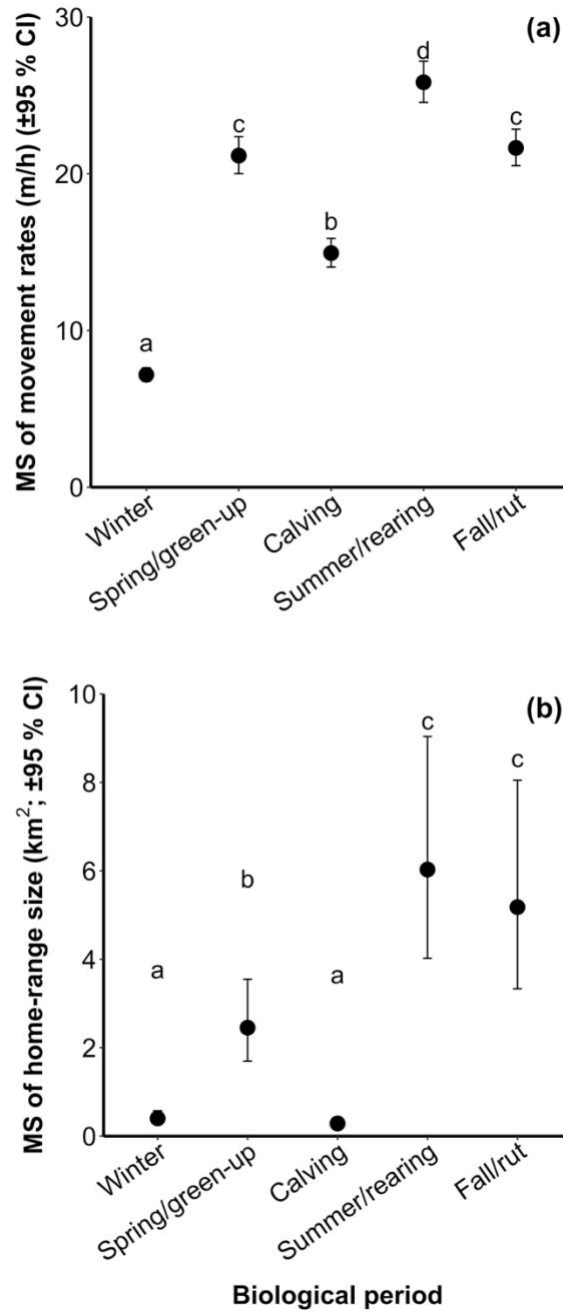 (a)
MS of movement rates (m/h) (±95 % CI)
30
20
10
0
a
c
b
d
c
Winter
Spring/green-up
Calving
Summer/rearing
Fall/rut
(b)
MS of home-range size (km²; ±95 % CI)
10
8
6
4
2
0
a
b
a
c
c
Winter
Spring/green-up
Calving
Summer/rearing
Fall/rut
Biological period